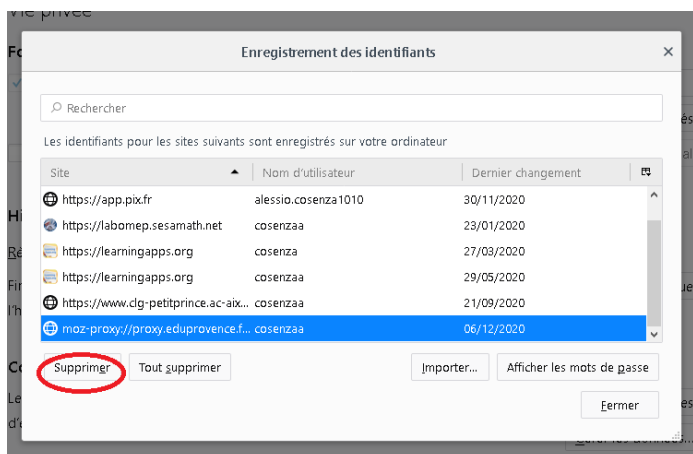 Vie privée
Enregistrement des identifiants
Rechercher
Les identifiants pour les sites suivants sont enregistrés sur votre ordinateur
Site Nom d'utilisateur Dernier changement
https://app.pix.fr alessio.cosenza1010 30/11/2020
https://labomep.sesamath.net cosenzaa 23/01/2020
https://learningapps.org cosenza 27/03/2020
https://learningapps.org cosenzaa 29/05/2020
https://www.clg-petitprince.ac-aix... cosenzaa 21/09/2020
moz-proxy://proxy.eduprovence.f... cosenzaa 06/12/2020
Supprimer Tout supprimer Importer... Afficher les mots de passe
Fermer